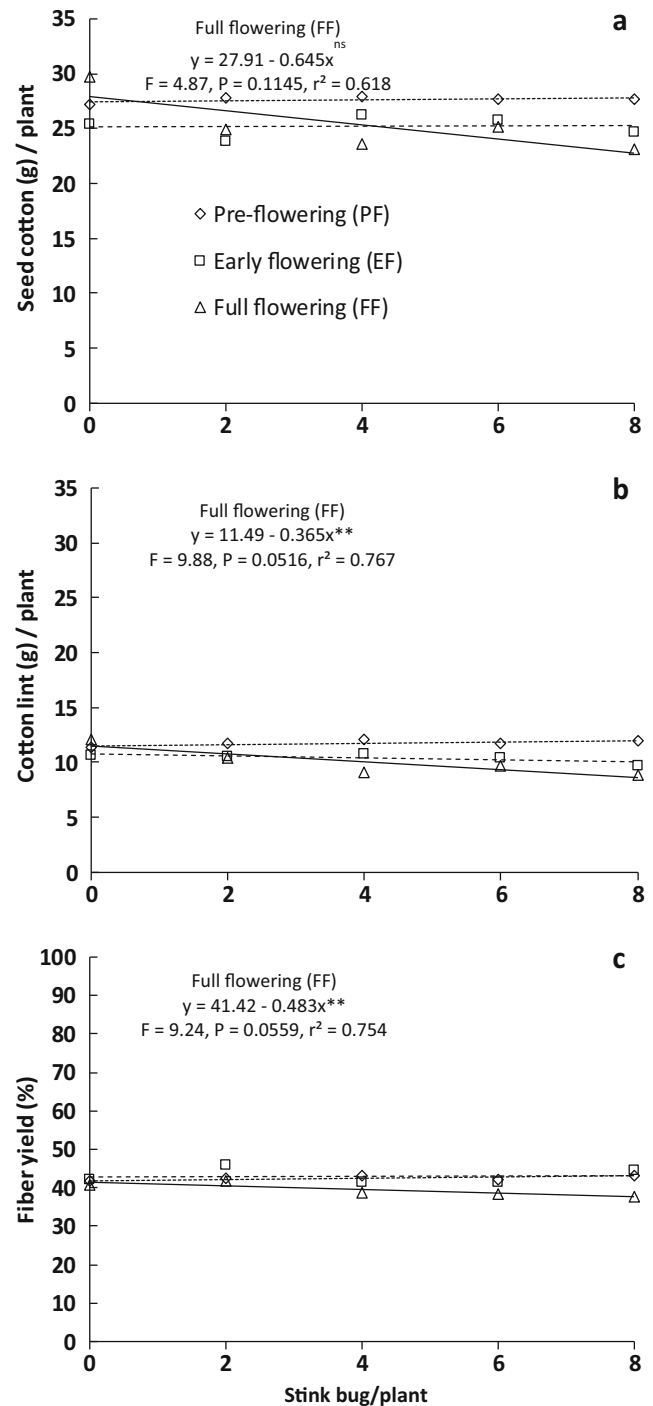 a
Full flowering (FF)
y = 27.91 - 0.645x ns
F = 4.87, P = 0.1145, r² = 0.618
35
30
25
20
15
10
5
0
Seed cotton (g) / plant
Pre-flowering (PF)
Early flowering (EF)
Full flowering (FF)
0 2 4 6 8
b
Full flowering (FF)
y = 11.49 - 0.365x**
F = 9.88, P = 0.0516, r² = 0.767
35
30
25
20
15
10
5
0
Cotton lint (g) / plant
0 2 4 6 8
c
Full flowering (FF)
y = 41.42 - 0.483x**
F = 9.24, P = 0.0559, r² = 0.754
100
90
80
70
60
50
40
30
20
10
0
Fiber yield (%)
0 2 4 6 8
Stink bug/plant